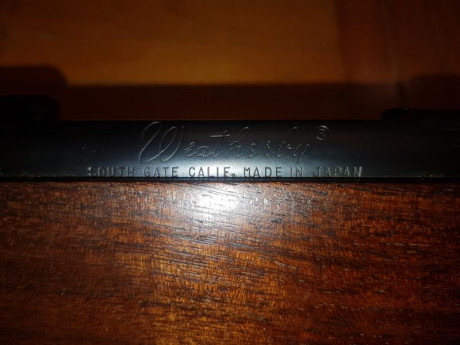 Weatherby®
SOUTH GATE CALIF. MADE IN JAPAN